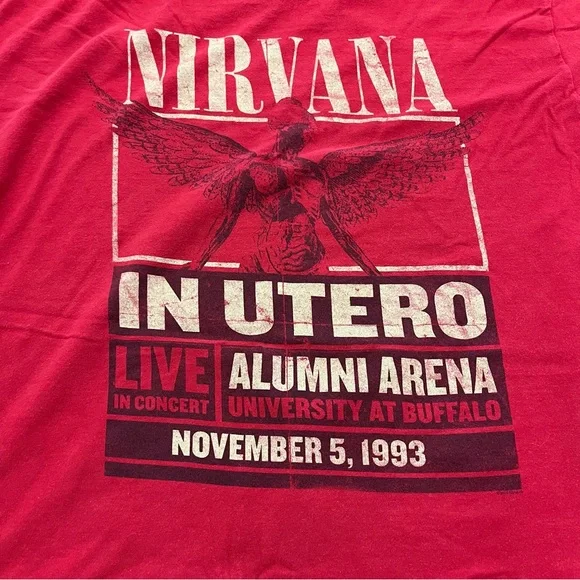 NIRVANA
IN UTERO
LIVE
IN CONCERT
ALUMNI ARENA
UNIVERSITY AT BUFFALO
NOVEMBER 5, 1993